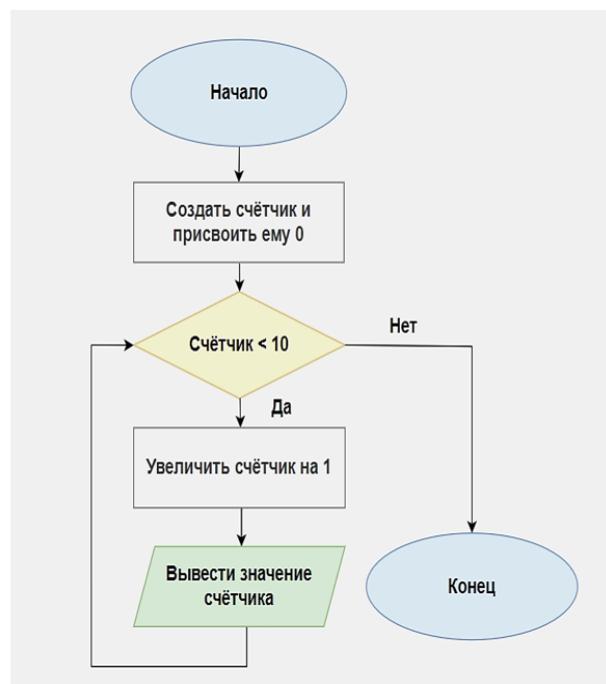 Начало
Создать счётчик и
присвоить ему 0
Счётчик < 10
Нет
Да
Увеличить счётчик на 1
Вывести значение
счётчика
Конец